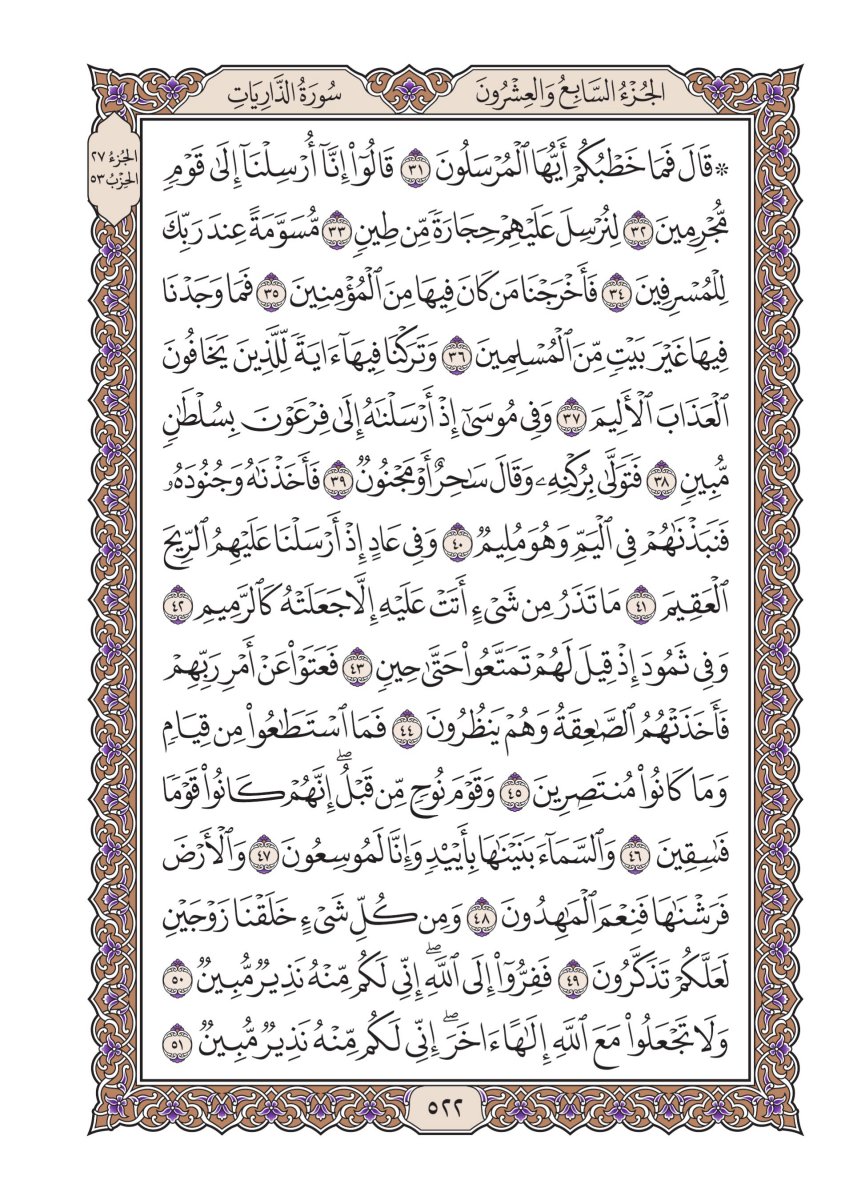 الجُزْءُ السَّابِعُ وَالعِشْرُونَ
سُورَةُ الذَّارِيَاتِ
الجُزءُ ٢٧
الحِزْبُ ٥٣
۞ قَالَ فَمَا خَطْبُكُمْ أَيُّهَا ٱلْمُرْسَلُونَ ٣١ قَالُوٓا۟ إِنَّآ أُرْسِلْنَآ إِلَىٰ قَوْمٍ
مُّجْرِمِينَ ٣٢ لِنُرْسِلَ عَلَيْهِمْ حِجَارَةً مِّن طِينٍ ٣٣ مُّسَوَّمَةً عِندَ رَبِّكَ
لِلْمُسْرِفِينَ ٣٤ فَأَخْرَجْنَا مَن كَانَ فِيهَا مِنَ ٱلْمُؤْمِنِينَ ٣٥ فَمَا وَجَدْنَا
فِيهَا غَيْرَ بَيْتٍ مِّنَ ٱلْمُسْلِمِينَ ٣٦ وَتَرَكْنَا فِيهَآ ءَايَةً لِّلَّذِينَ يَخَافُونَ
ٱلْعَذَابَ ٱلْأَلِيمَ ٣٧ وَفِى مُوسَىٰٓ إِذْ أَرْسَلْنَٰهُ إِلَىٰ فِرْعَوْنَ بِسُلْطَٰنٍ
مُّبِينٍ ٣٨ فَتَوَلَّىٰ بِرُكْنِهِۦ وَقَالَ سَٰحِرٌ أَوْ مَجْنُونٌ ٣٩ فَأَخَذْنَٰهُ وَجُنُودَهُۥ
فَنَبَذْنَٰهُمْ فِى ٱلْيَمِّ وَهُوَ مُلِيمٌ ٤٠ وَفِى عَادٍ إِذْ أَرْسَلْنَا عَلَيْهِمُ ٱلرِّيحَ
ٱلْعَقِيمَ ٤١ مَا تَذَرُ مِن شَىْءٍ أَتَتْ عَلَيْهِ إِلَّا جَعَلَتْهُ كَٱلرَّمِيمِ ٤٢
وَفِى ثَمُودَ إِذْ قِيلَ لَهُمْ تَمَتَّعُوا۟ حَتَّىٰ حِينٍ ٤٣ فَعَتَوْا۟ عَنْ أَمْرِ رَبِّهِمْ
فَأَخَذَتْهُمُ ٱلصَّٰعِقَةُ وَهُمْ يَنظُرُونَ ٤٤ فَمَا ٱسْتَطَٰعُوا۟ مِن قِيَامٍ
وَمَا كَانُوا۟ مُنتَصِرِينَ ٤٥ وَقَوْمَ نُوحٍ مِّن قَبْلُ ۖ إِنَّهُمْ كَانُوا۟ قَوْمًا
فَٰسِقِينَ ٤٦ وَٱلسَّمَآءَ بَنَيْنَٰهَا بِأَيْي۟دٍ وَإِنَّا لَمُوسِعُونَ ٤٧ وَٱلْأَرْضَ
فَرَشْنَٰهَا فَنِعْمَ ٱلْمَٰهِدُونَ ٤٨ وَمِن كُلِّ شَىْءٍ خَلَقْنَا زَوْجَيْنِ
لَعَلَّكُمْ تَذَكَّرُونَ ٤٩ فَفِرُّوٓا۟ إِلَى ٱللَّهِ ۖ إِنِّى لَكُم مِّنْهُ نَذِيرٌ مُّبِينٌ ٥٠
وَلَا تَجْعَلُوا۟ مَعَ ٱللَّهِ إِلَٰهًا ءَاخَرَ ۖ إِنِّى لَكُم مِّنْهُ نَذِيرٌ مُّبِينٌ ٥١
٥٢٢